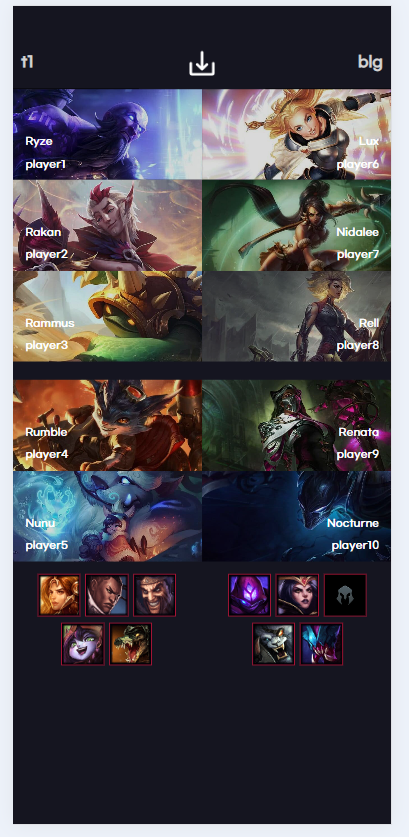 t1
blg
Ryze
player1
Lux
player6
Rakan
player2
Nidalee
player7
Rammus
player3
Rell
player8
Rumble
player4
Renata
player9
Nunu
player5
Nocturne
player10